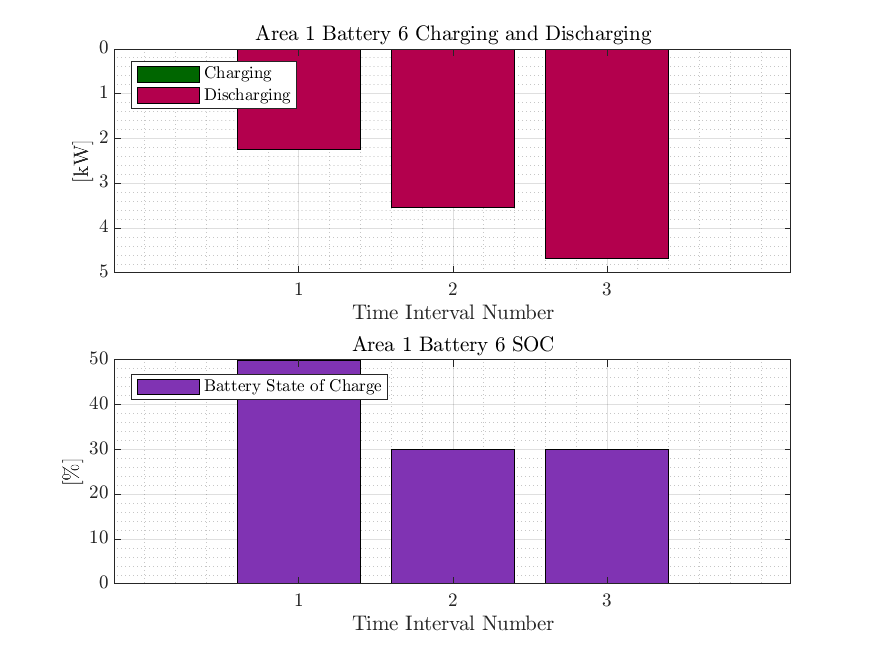 Area 1 Battery 6 Charging and Discharging
0
Charging
1
Discharging
2
[kW]
3
4
5
1 2 3
Time Interval Number
Area 1 Battery 6 SOC
50
Battery State of Charge
40
30
[%]
20
10
0
1 2 3
Time Interval Number